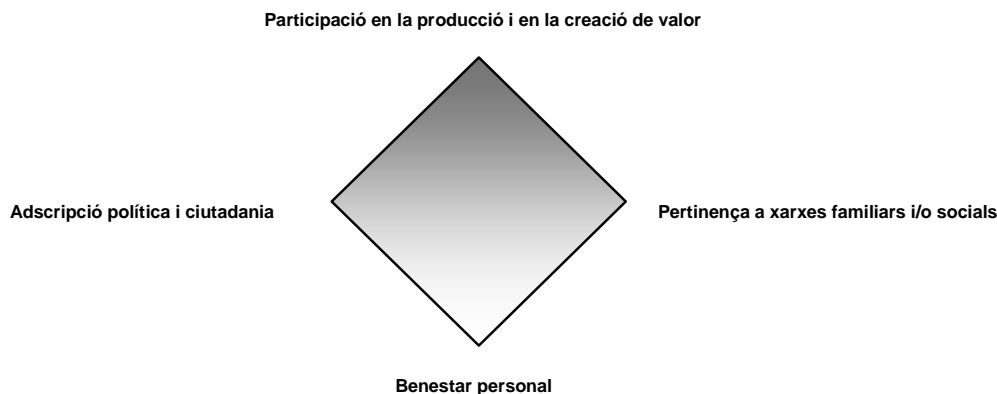 Participació en la producció i en la creació de valor
Adscripció política i ciutadania
Pertinença a xarxes familiars i/o socials
Benestar personal